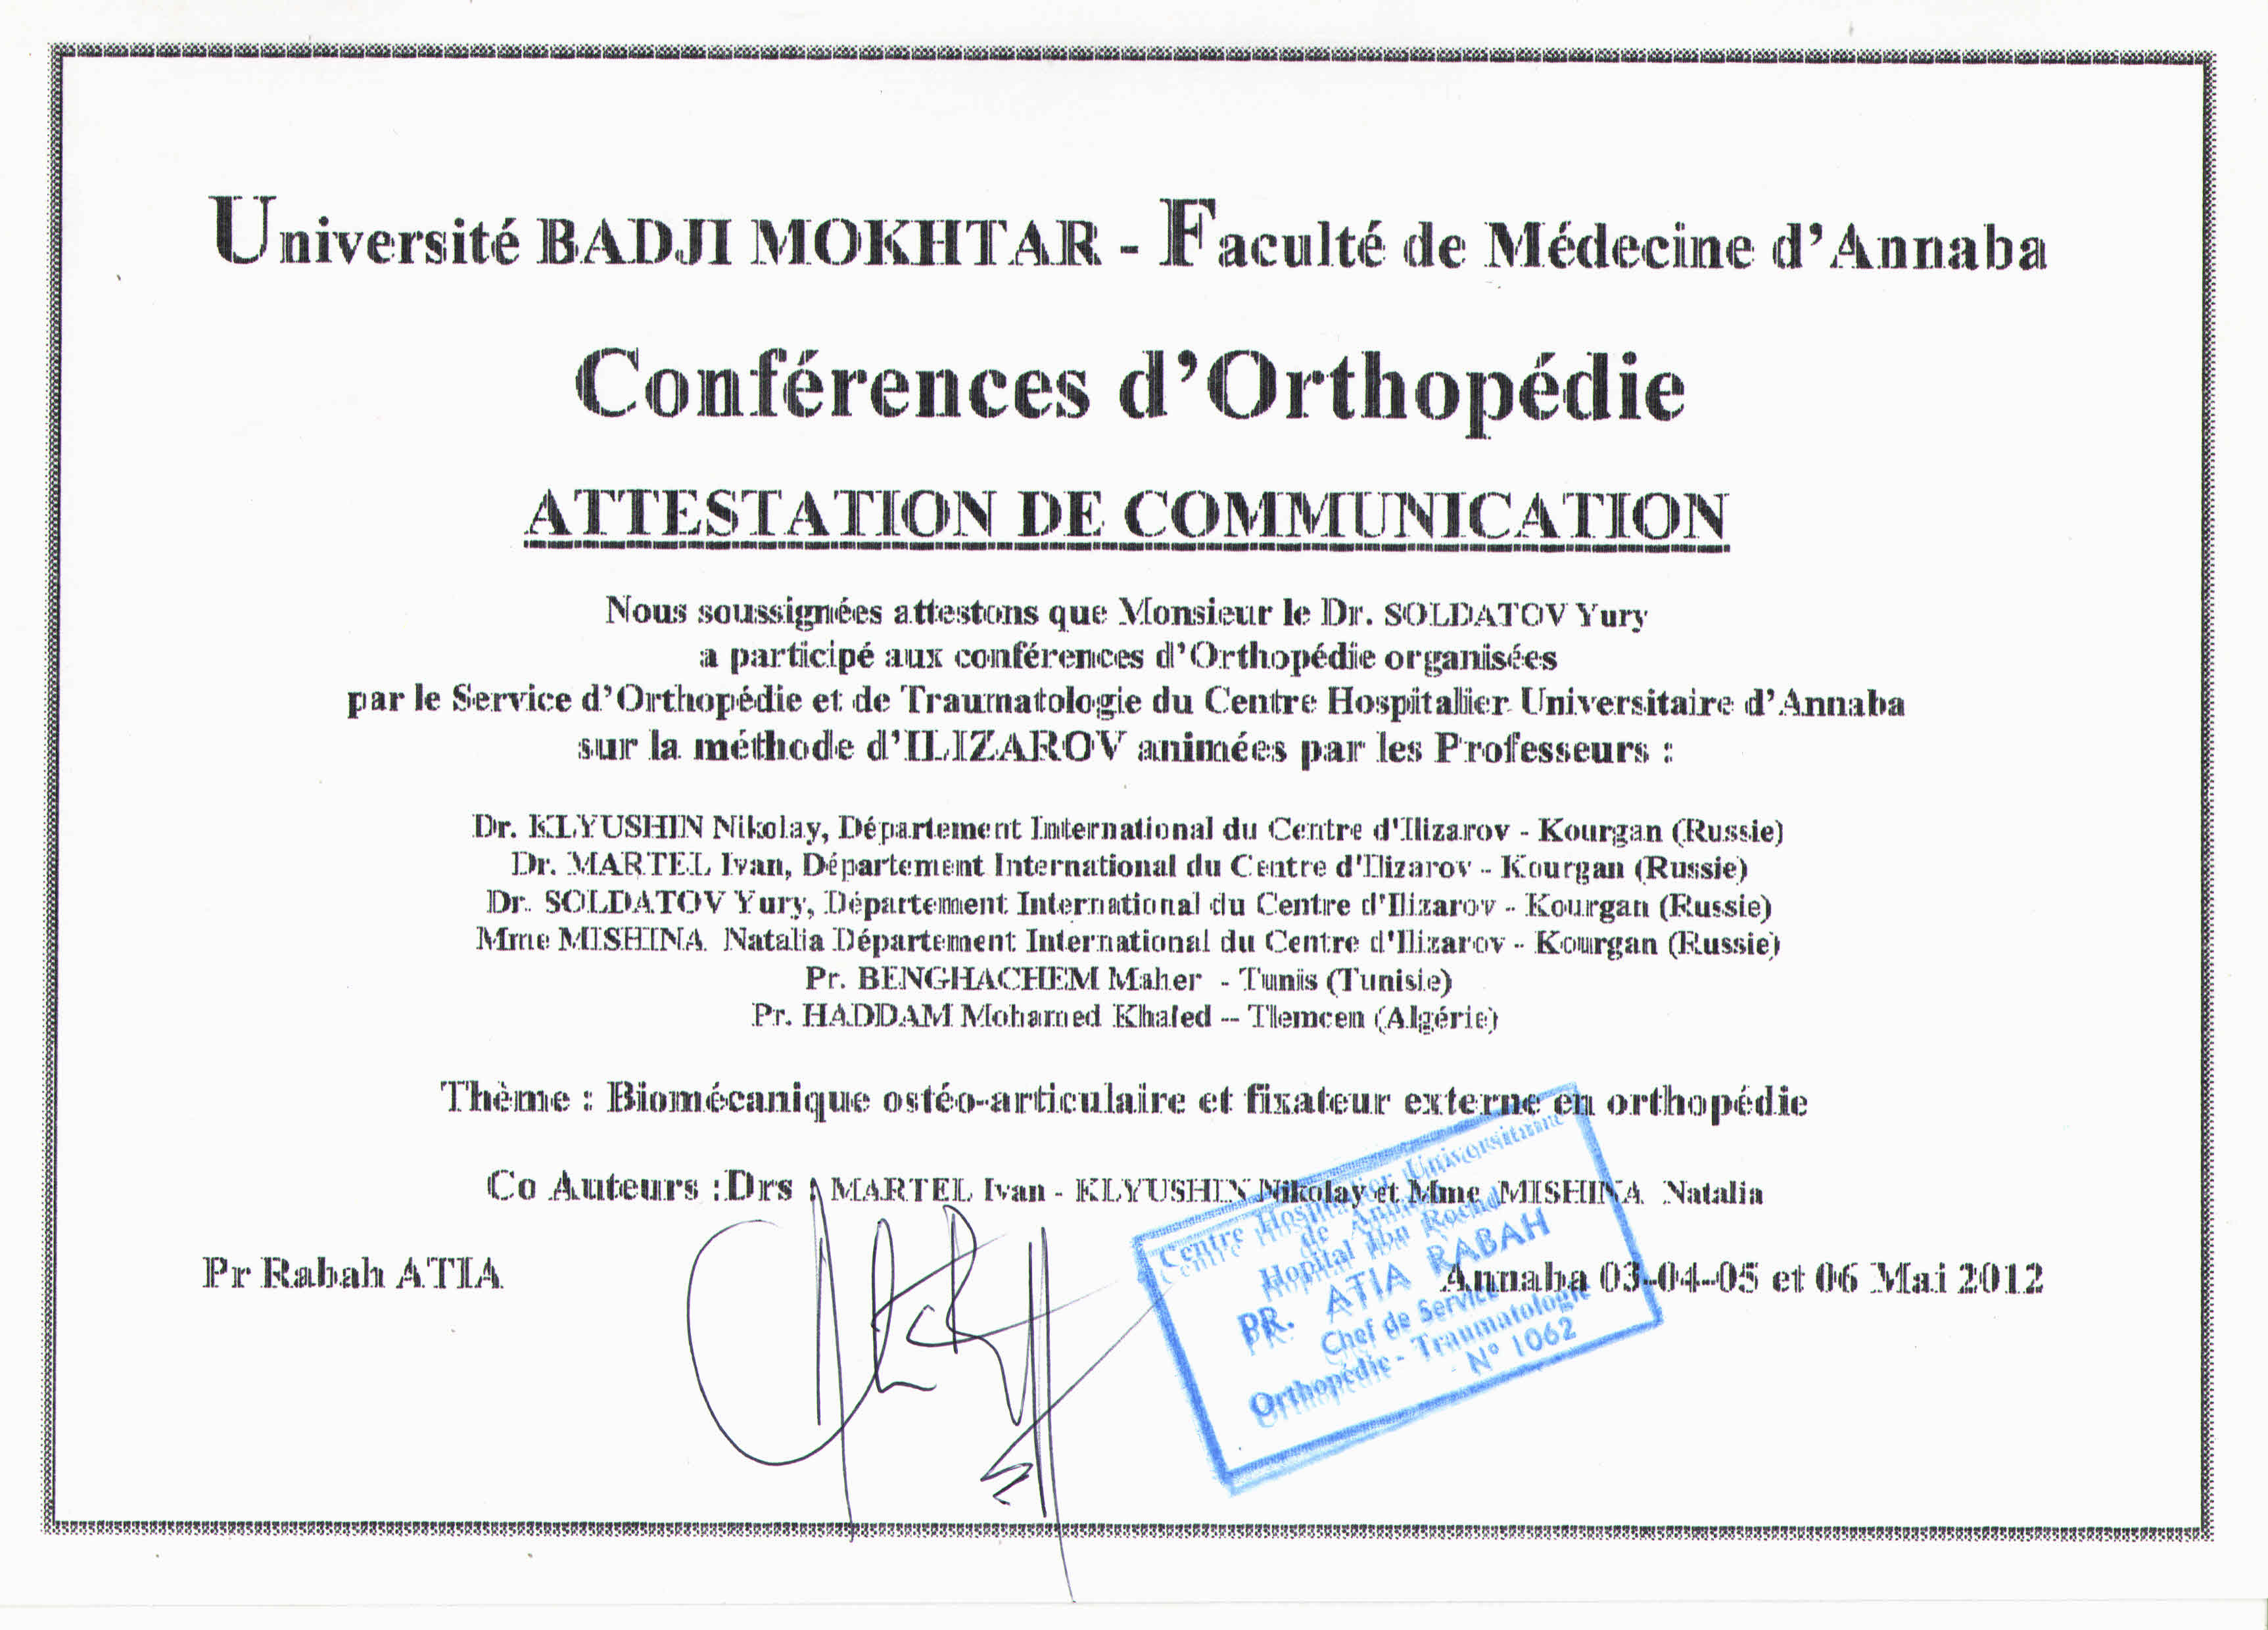 Université BADJI MOKHTAR - Faculté de Médecine d'Annaba
Conférences d'Orthopédie
ATTESTATION DE COMMUNICATION
Nous soussignées attestons que Monsieur le Dr. SOLDATOV Yury
a participé aux conférences d'Orthopédie organisées
par le Service d'Orthopédie et de Traumatologie du Centre Hospitalier Universitaire d'Annaba
sur la méthode d'ILIZAROV animées par les Professeurs :
Dr. KLYUSHIN Nikolay, Département International du Centre d'Ilizarov - Kourgan (Russie)
Dr. MARTEL Ivan, Département International du Centre d'Ilizarov - Kourgan (Russie)
Dr. SOLDATOV Yury, Département International du Centre d'Ilizarov - Kourgan (Russie)
Mme MISHINA Natalia Département International du Centre d'Ilizarov - Kourgan (Russie)
Pr. BENGHACHEM Maher - Tunis (Tunisie)
Pr. HADDAM Mohamed Khaled – Tlemcen (Algérie)
Thème : Biomécanique ostéo-articulaire et fixateur externe en orthopédie
Co Auteurs :Drs : MARTEL Ivan - KLYUSHIN Nikolay et Mme MISHINA Natalia
Pr Rabah ATIA
Annaba 03-04-05 et 06 Mai 2012
Centre Hospitalier Universitaire
de Annaba
Hopital Ibn Rochd
PR. ATIA RABAH
Chef de Service
Orthopédie - Traumatologie
N° 1062